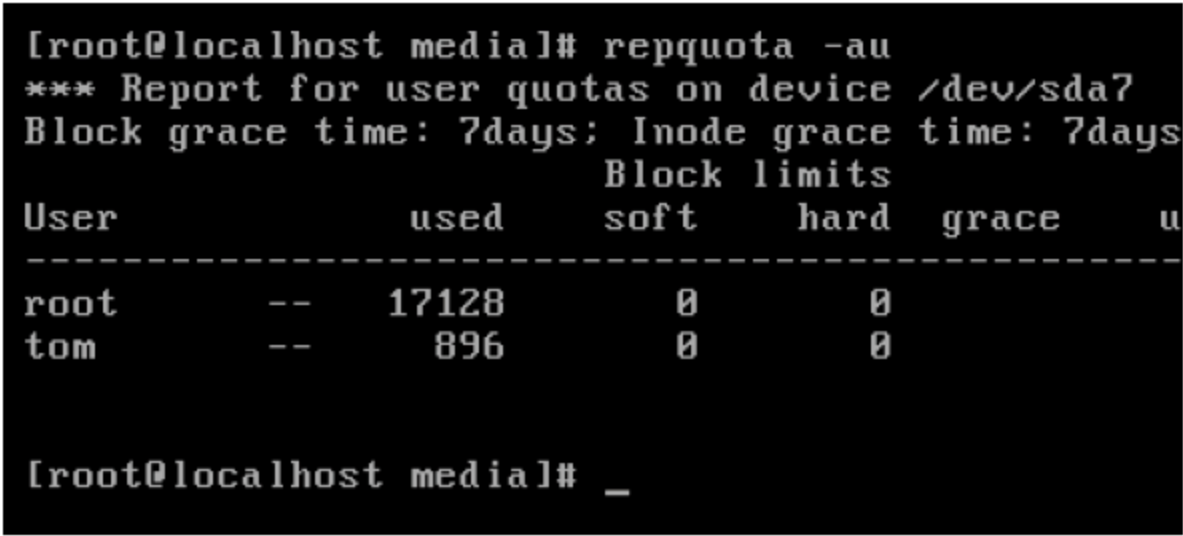 [root@localhost media]# repquota -au
*** Report for user quotas on device /dev/sda7
Block grace time: 7days; Inode grace time: 7days
Block limits
User used soft hard grace u
------------------------------------------------
root -- 17128 0 0
tom -- 896 0 0
[root@localhost media]# _